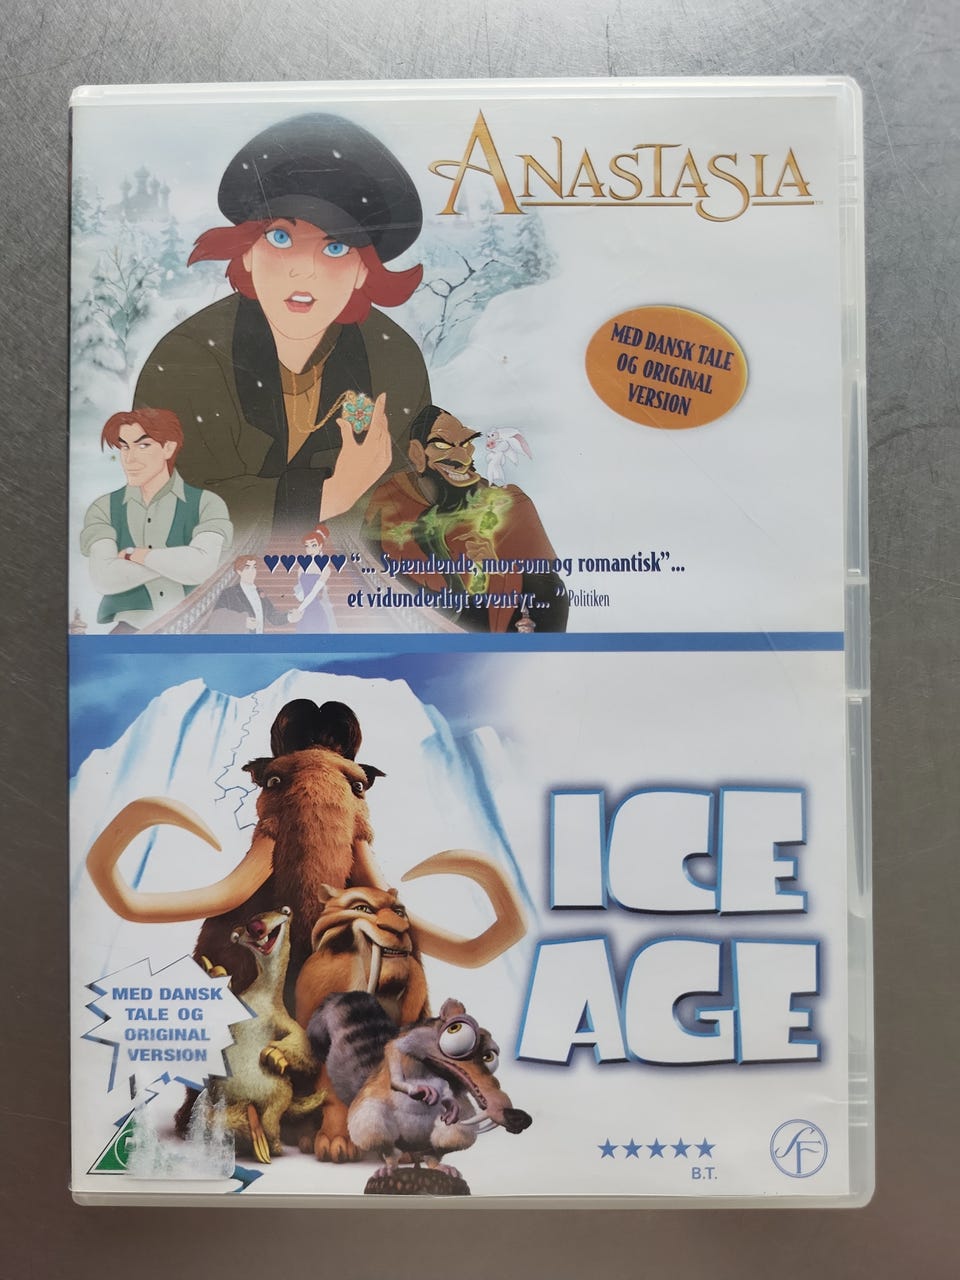 ANASTASIA
MED DANSK TALE
OG ORIGINAL
VERSION
♥♥♥♥♥ "... Spændende, morsom og romantisk"...
et vidunderligt eventyr..." Politiken
ICE
AGE
MED DANSK
TALE OG
ORIGINAL
VERSION
★★★★★
B.T.
SF